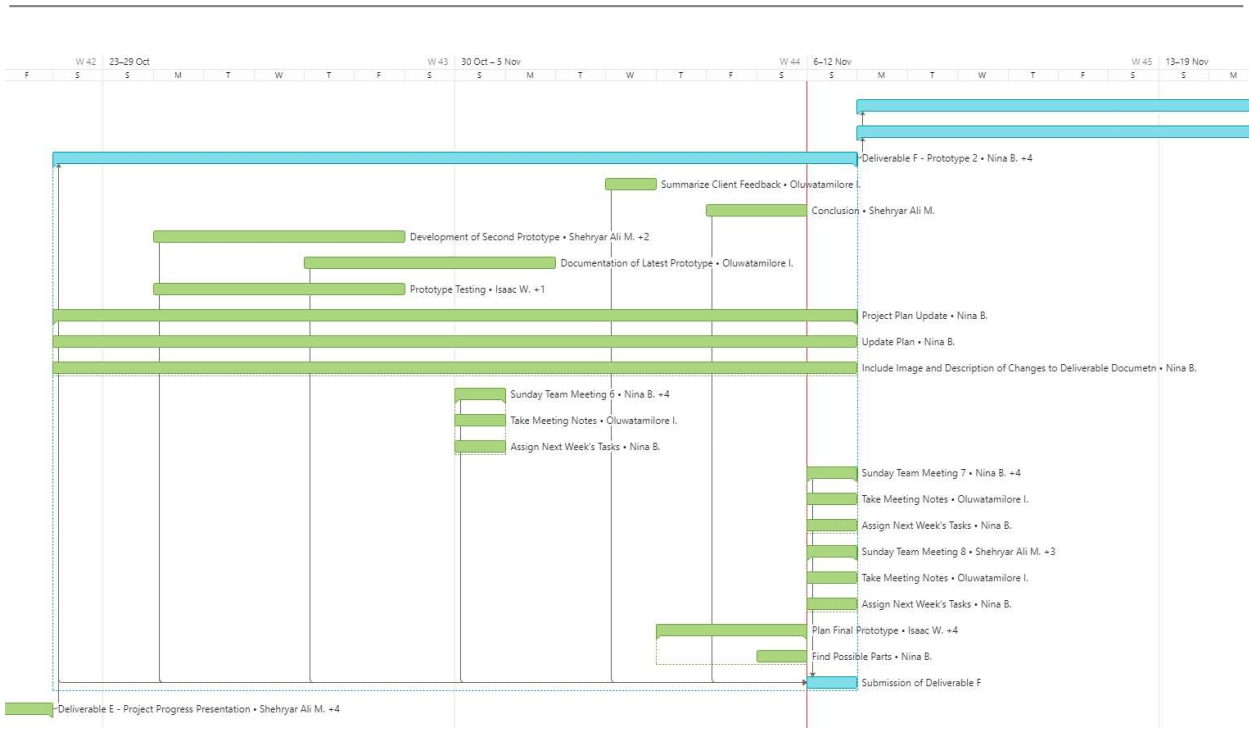 W 42 23–29 Oct W 43 30 Oct – 5 Nov W 44 6–12 Nov W 45 13–19 Nov
F S S M T W T F S S M T W T F S S M T W T F S S M
Deliverable F - Prototype 2 • Nina B. +4
Summarize Client Feedback • Oluwatamilore I.
Conclusion • Shehryar Ali M.
Development of Second Prototype • Shehryar Ali M. +2
Documentation of Latest Prototype • Oluwatamilore I.
Prototype Testing • Isaac W. +1
Project Plan Update • Nina B.
Update Plan • Nina B.
Include Image and Description of Changes to Deliverable Documetn • Nina B.
Sunday Team Meeting 6 • Nina B. +4
Take Meeting Notes • Oluwatamilore I.
Assign Next Week's Tasks • Nina B.
Sunday Team Meeting 7 • Nina B. +4
Take Meeting Notes • Oluwatamilore I.
Assign Next Week's Tasks • Nina B.
Sunday Team Meeting 8 • Shehryar Ali M. +3
Take Meeting Notes • Oluwatamilore I.
Assign Next Week's Tasks • Nina B.
Plan Final Prototype • Isaac W. +4
Find Possible Parts • Nina B.
Submission of Deliverable F
Deliverable E - Project Progress Presentation • Shehryar Ali M. +4